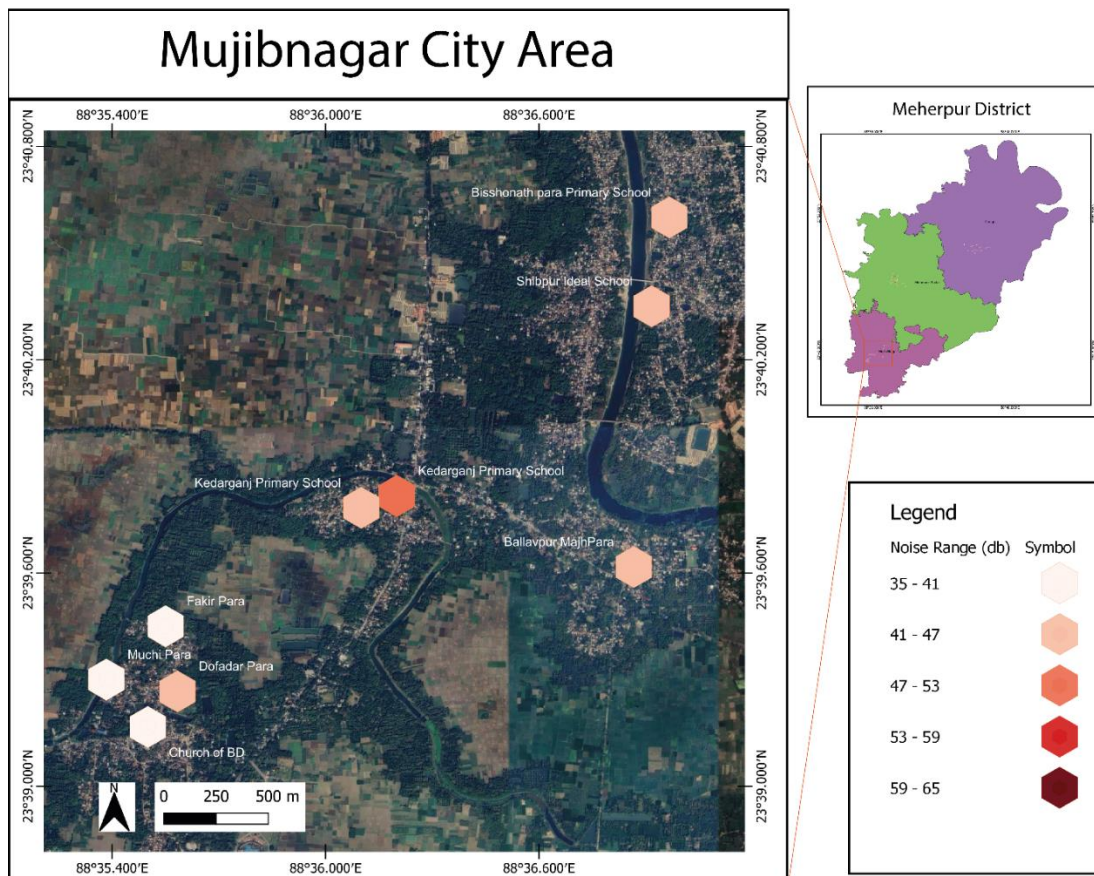 Mujibnagar City Area
88°35.400'E
88°36.000'E
88°36.600'E
23°40.800'N
23°40.800'N
Bisshonath para Primary School
Shibpur Ideal School
23°40.200'N
23°40.200'N
Kedarganj Primary School
Kedarganj Primary School
Ballavpur MajhPara
23°39.600'N
23°39.600'N
Fakir Para
Muchi Para
Dofadar Para
Church of BD
23°39.000'N
23°39.000'N
N
0 250 500 m
88°35.400'E
88°36.000'E
88°36.600'E
Meherpur District
Legend
Noise Range (db) Symbol
35 - 41
41 - 47
47 - 53
53 - 59
59 - 65